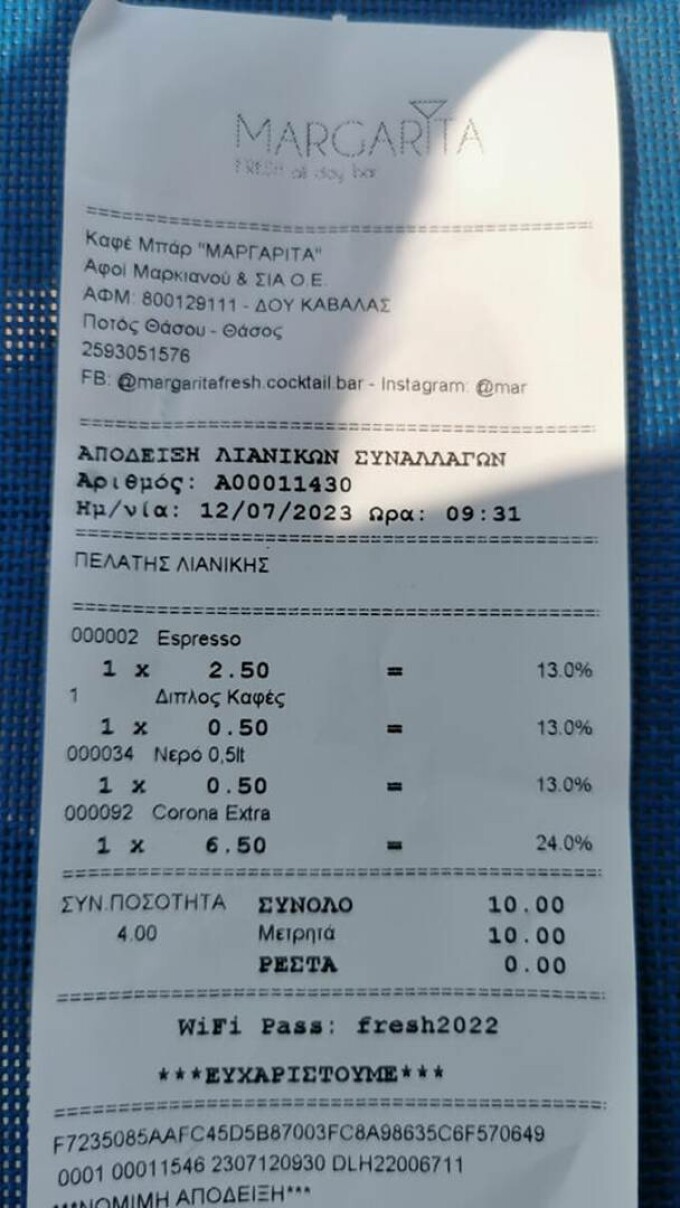 MARGARITA
FRESH all day bar
Καφέ Μπάρ "ΜΑΡΓΑΡΙΤΑ"
Αφοί Μαρκιανού & ΣΙΑ Ο.Ε.
ΑΦΜ: 800129111 - ΔΟΥ ΚΑΒΑΛΑΣ
Ποτός Θάσου - Θάσος
2593051576
FB: @margaritafresh.cocktail.bar - Instagram: @mar
ΑΠΟΔΕΙΞΗ ΛΙΑΝΙΚΩΝ ΣΥΝΑΛΛΑΓΩΝ
Αριθμός: Α00011430
Ημ/νία: 12/07/2023 Ωρα: 09:31
ΠΕΛΑΤΗΣ ΛΙΑΝΙΚΗΣ
000002 Espresso
1 x 2.50 = 13.0%
1 Διπλος Καφές
1 x 0.50 = 13.0%
000034 Νερό 0,5lt
1 x 0.50 = 13.0%
000092 Corona Extra
1 x 6.50 = 24.0%
ΣΥΝ.ΠΟΣΟΤΗΤΑ ΣΥΝΟΛΟ 10.00
4.00 Μετρητά 10.00
ΡΕΣΤΑ 0.00
WiFi Pass: fresh2022
***ΕΥΧΑΡΙΣΤΟΥΜΕ***
F7235085AAFC45D5B87003FC8A98635C6F570649
0001 00011546 2307120930 DLH22006711
***ΝΟΜΙΜΗ ΑΠΟΔΕΙΞΗ***